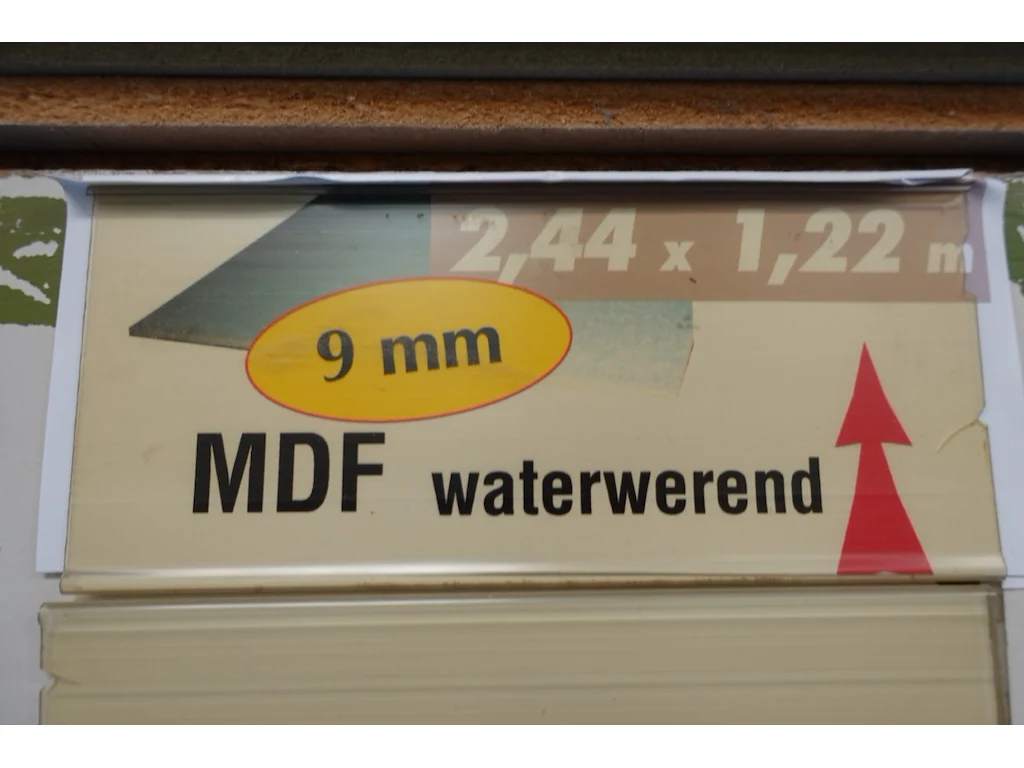 2,44 x 1,22 m
9 mm
MDF waterwerend